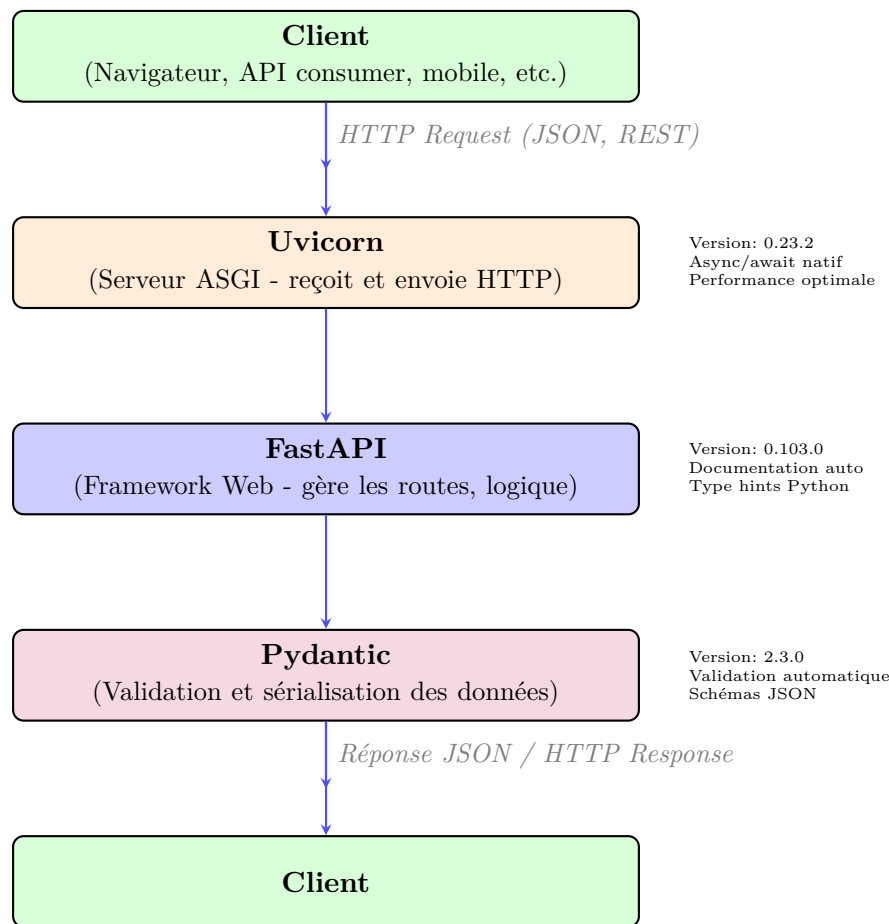 Client
(Navigateur, API consumer, mobile, etc.)
HTTP Request (JSON, REST)
Uvicorn
(Serveur ASGI - reçoit et envoie HTTP)
Version: 0.23.2
Async/await natif
Performance optimale
FastAPI
(Framework Web - gère les routes, logique)
Version: 0.103.0
Documentation auto
Type hints Python
Pydantic
(Validation et sérialisation des données)
Version: 2.3.0
Validation automatique
Schémas JSON
Réponse JSON / HTTP Response
Client